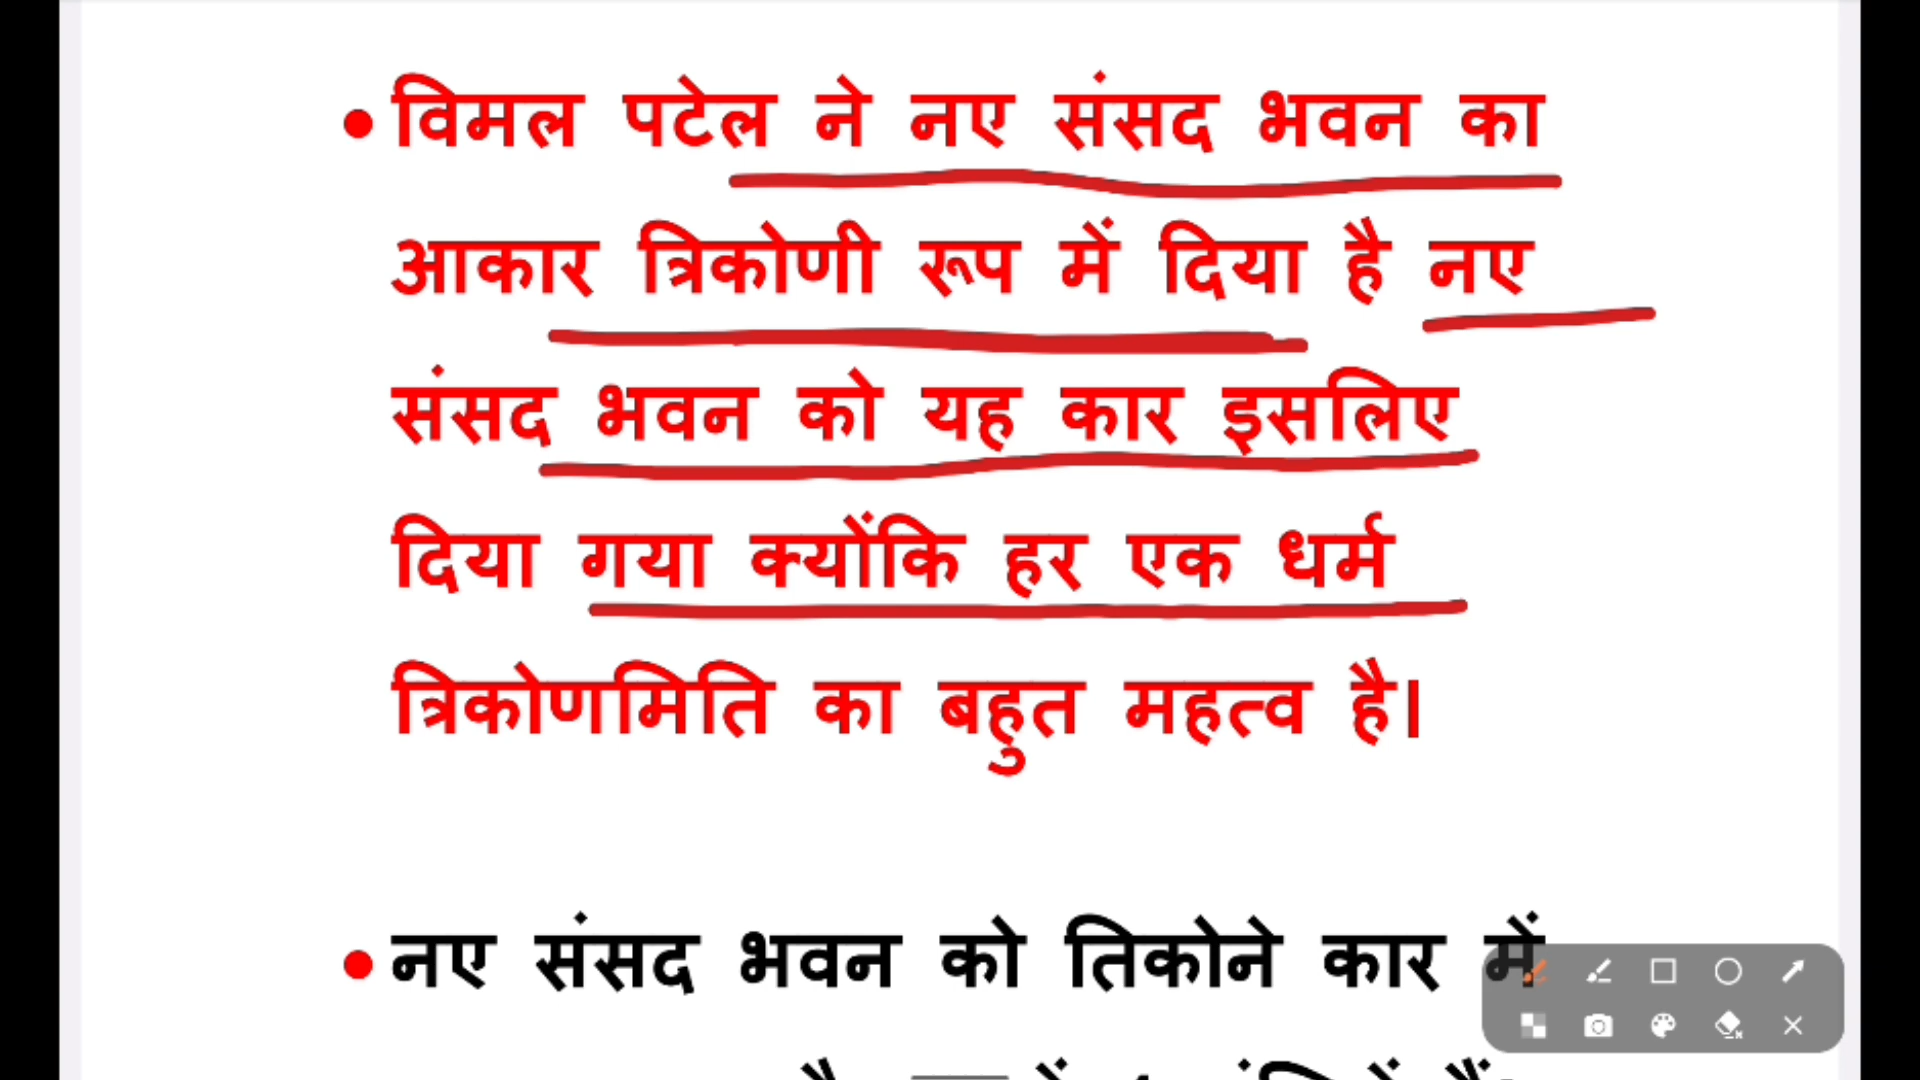 • विमल पटेल ने नए संसद भवन का
आकार त्रिकोणी रूप में दिया है नए
संसद भवन को यह कार इसलिए
दिया गया क्योंकि हर एक धर्म
त्रिकोणमिति का बहुत महत्व है।
• नए संसद भवन को तिकोने कार में